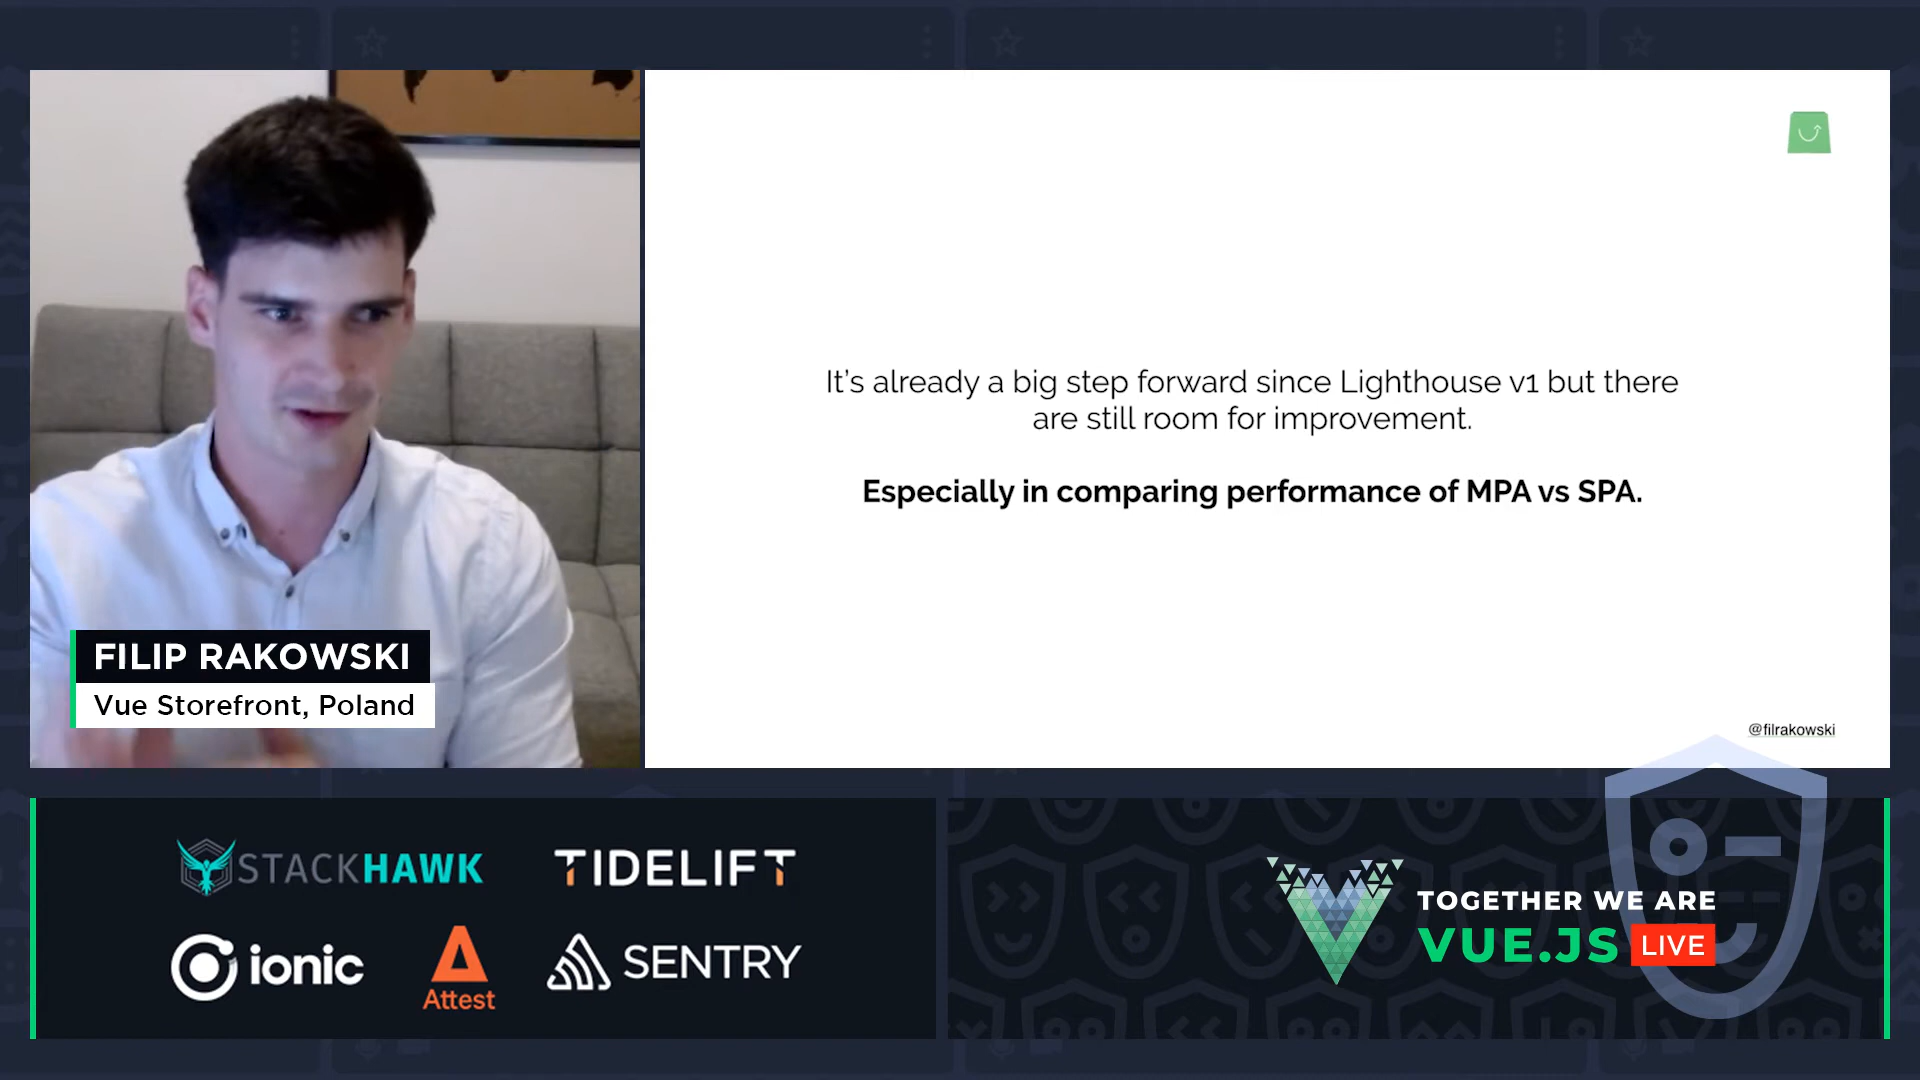 It's already a big step forward since Lighthouse v1 but there
are still room for improvement.
Especially in comparing performance of MPA vs SPA.
@filrakowski
FILIP RAKOWSKI
Vue Storefront, Poland
STACKHAWK
TIDELIFT
ionic
Attest
SENTRY
TOGETHER WE ARE
VUE.JS LIVE